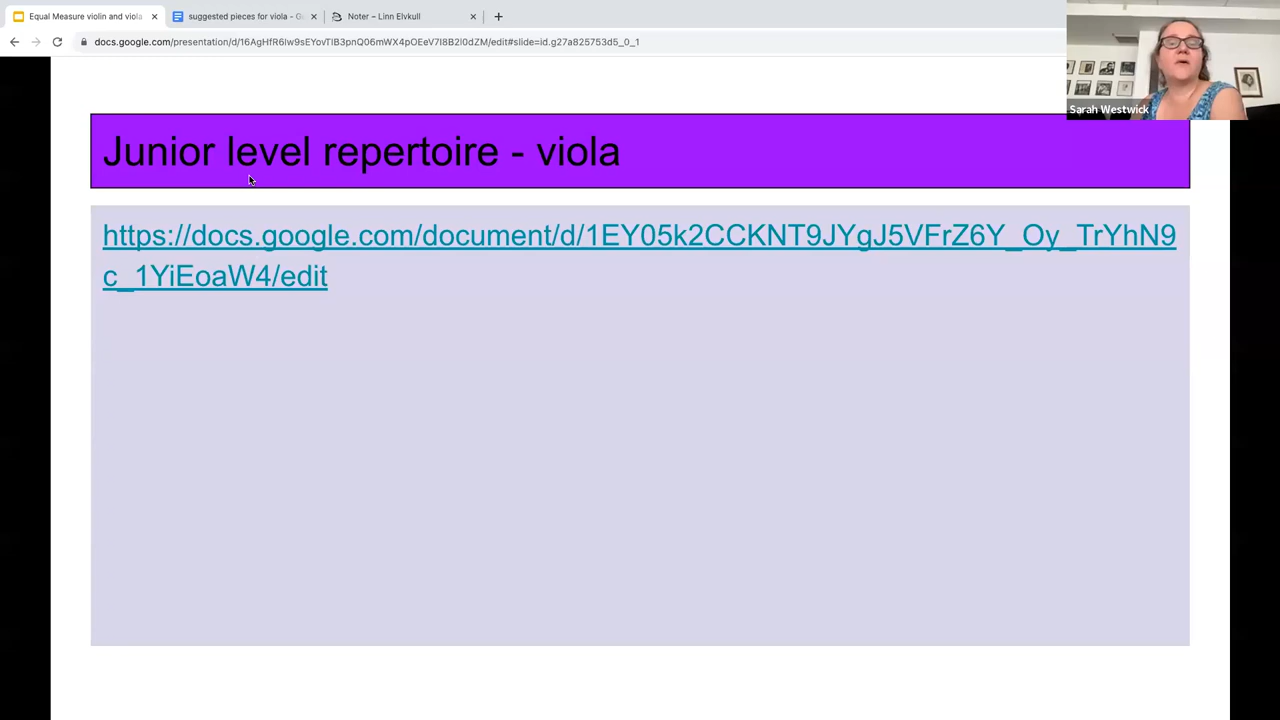 Equal Measure violin and viola
suggested pieces for viola - G
Noter – Linn Elvkull
docs.google.com/presentation/d/16AgHfR6lw9sEYovTlB3pnQ06mWX4pOEeV7I8B2l0dZM/edit#slide=id.g27a825753d5_0_1
Sarah Westwick
Junior level repertoire - viola
https://docs.google.com/document/d/1EY05k2CCKNT9JYgJ5VFrZ6Y_Oy_TrYhN9
c_1YiEoaW4/edit